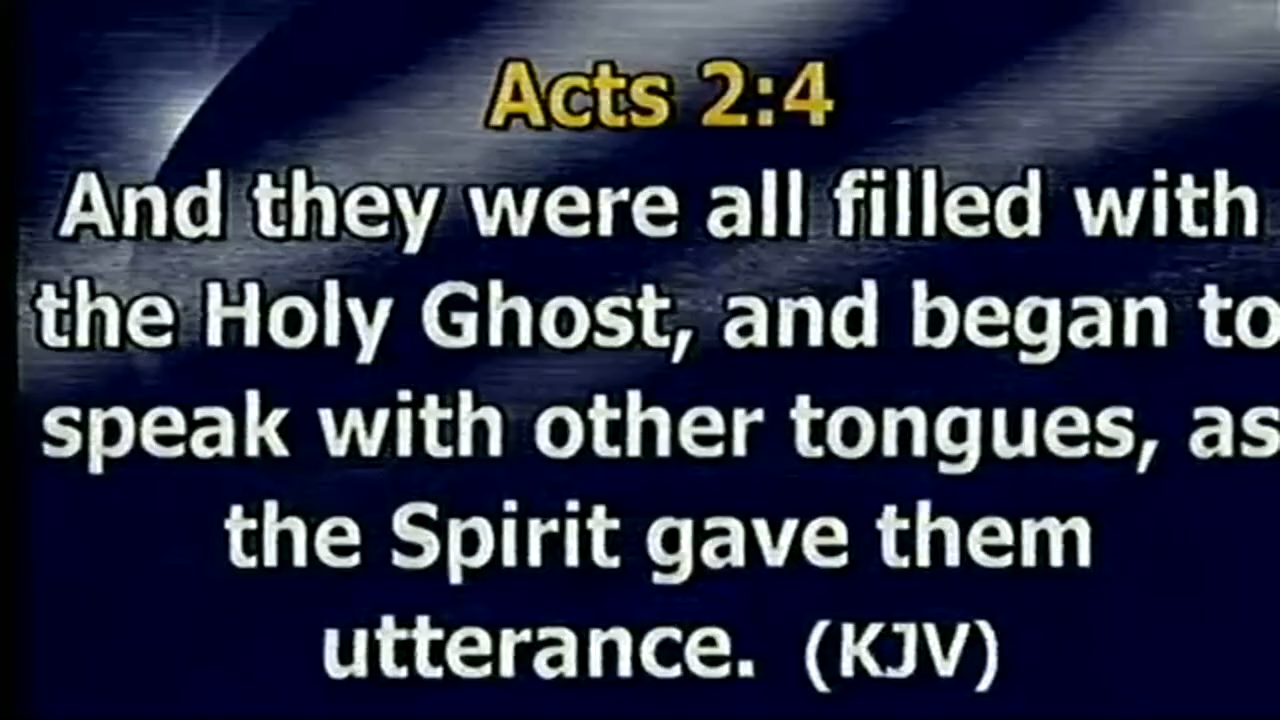 Acts 2:4
And they were all filled with
the Holy Ghost, and began to
speak with other tongues, as
the Spirit gave them
utterance. (KJV)